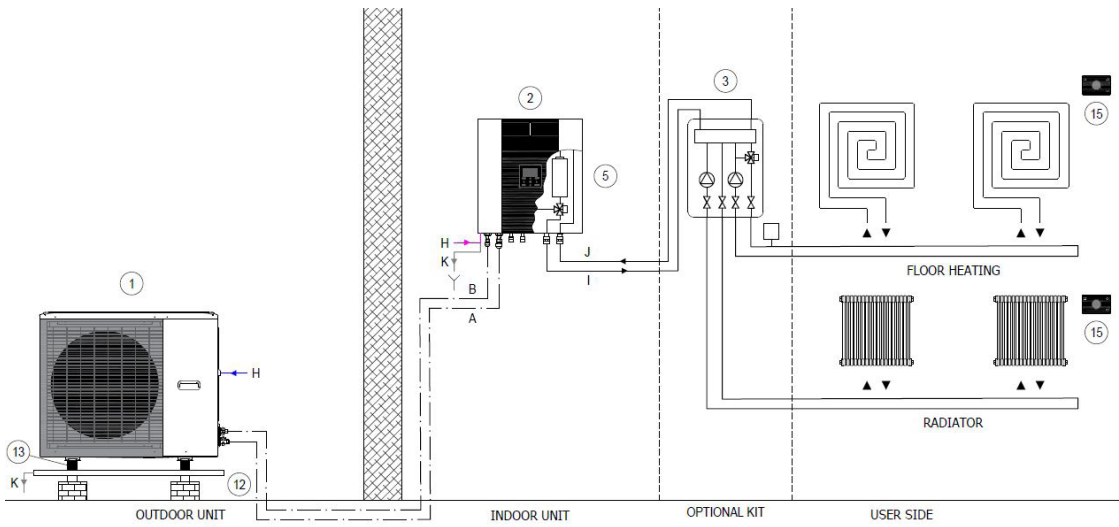 3
2
15
5
H
K
J
I
FLOOR HEATING
B
A
1
15
H
RADIATOR
13
K
12
OUTDOOR UNIT
INDOOR UNIT
OPTIONAL KIT
USER SIDE